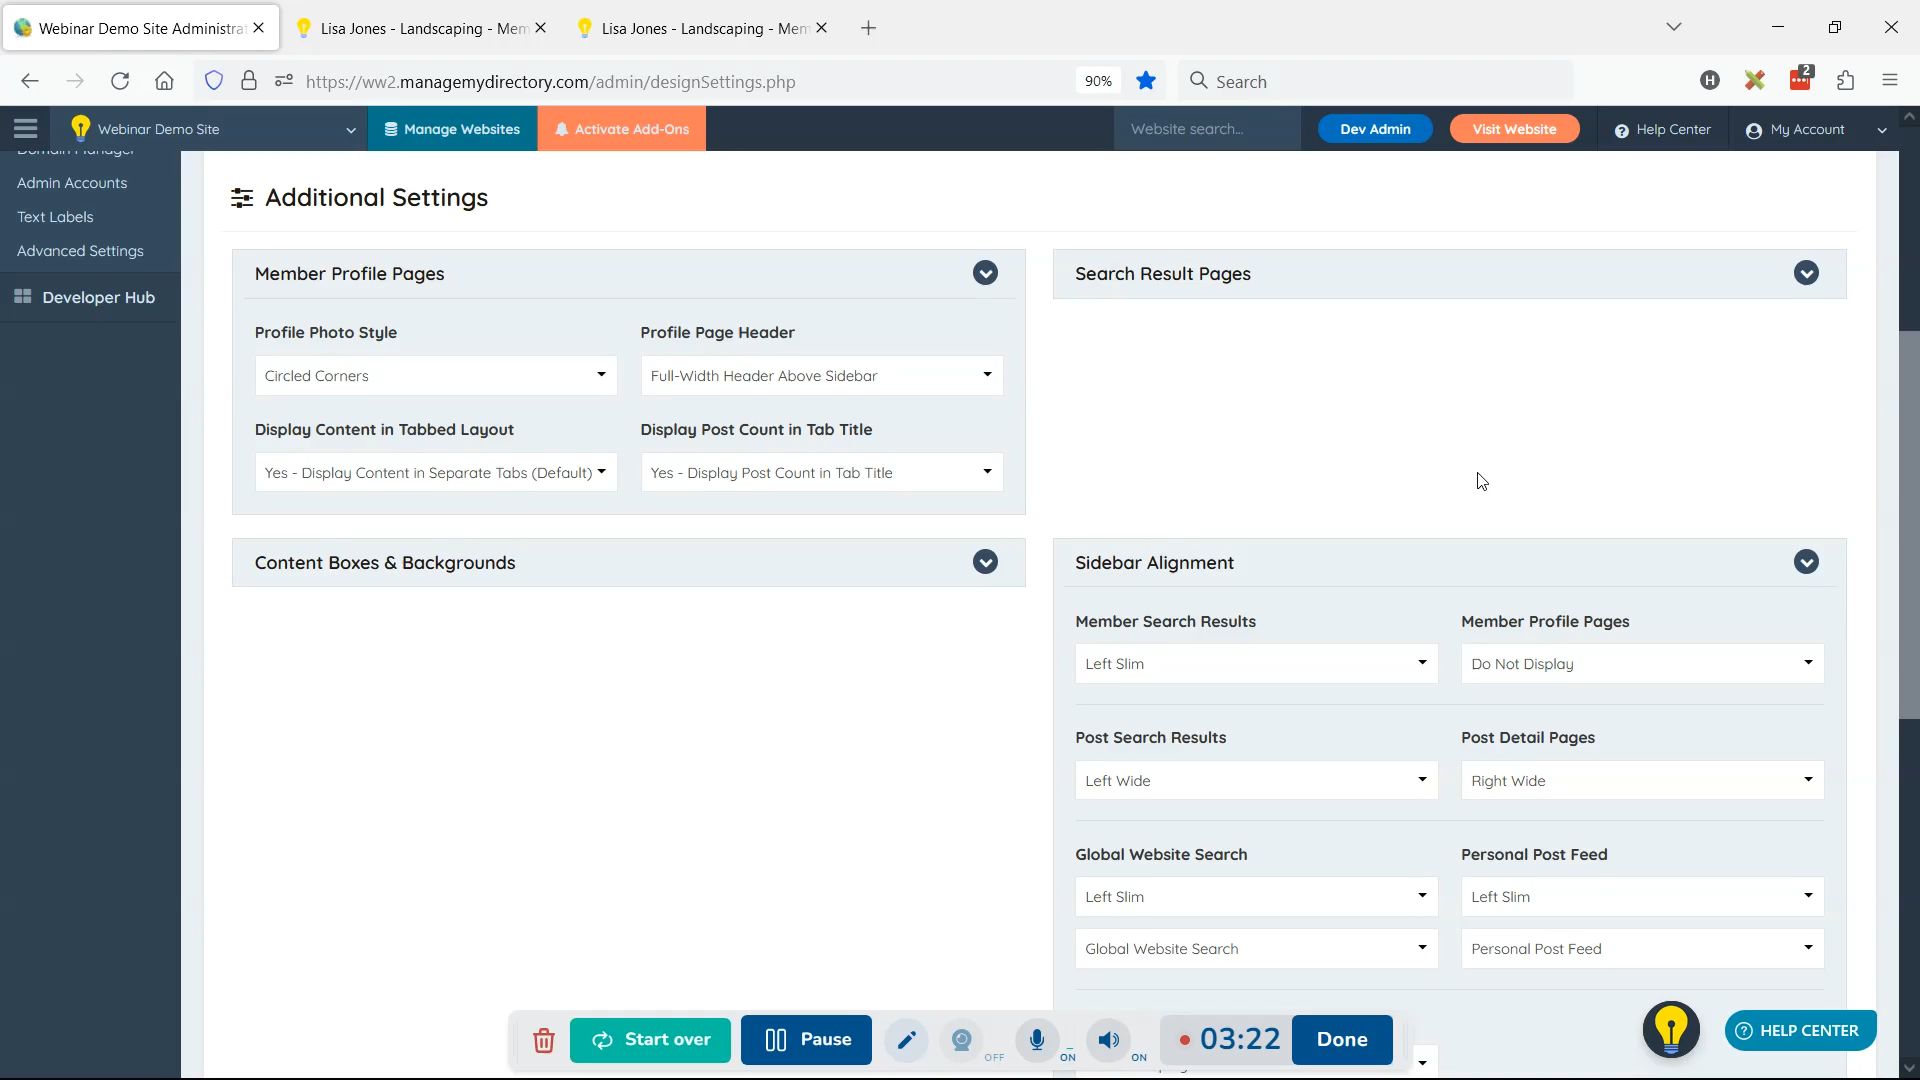 Webinar Demo Site Administrat
Lisa Jones - Landscaping - Mem
Lisa Jones - Landscaping - Mem
https://ww2.managemydirectory.com/admin/designSettings.php
90%
Search
H
2
Webinar Demo Site
Manage Websites
Activate Add-Ons
Website search...
Dev Admin
Visit Website
Help Center
My Account
Domain Manager
Admin Accounts
Text Labels
Advanced Settings
Developer Hub
Additional Settings
Member Profile Pages
Profile Photo Style
Profile Page Header
Circled Corners
Full-Width Header Above Sidebar
Display Content in Tabbed Layout
Display Post Count in Tab Title
Yes - Display Content in Separate Tabs (Default)
Yes - Display Post Count in Tab Title
Search Result Pages
Content Boxes & Backgrounds
Sidebar Alignment
Member Search Results
Member Profile Pages
Left Slim
Do Not Display
Post Search Results
Post Detail Pages
Left Wide
Right Wide
Global Website Search
Personal Post Feed
Left Slim
Left Slim
Global Website Search
Personal Post Feed
Start over
Pause
OFF
ON
ON
03:22
Done
HELP CENTER